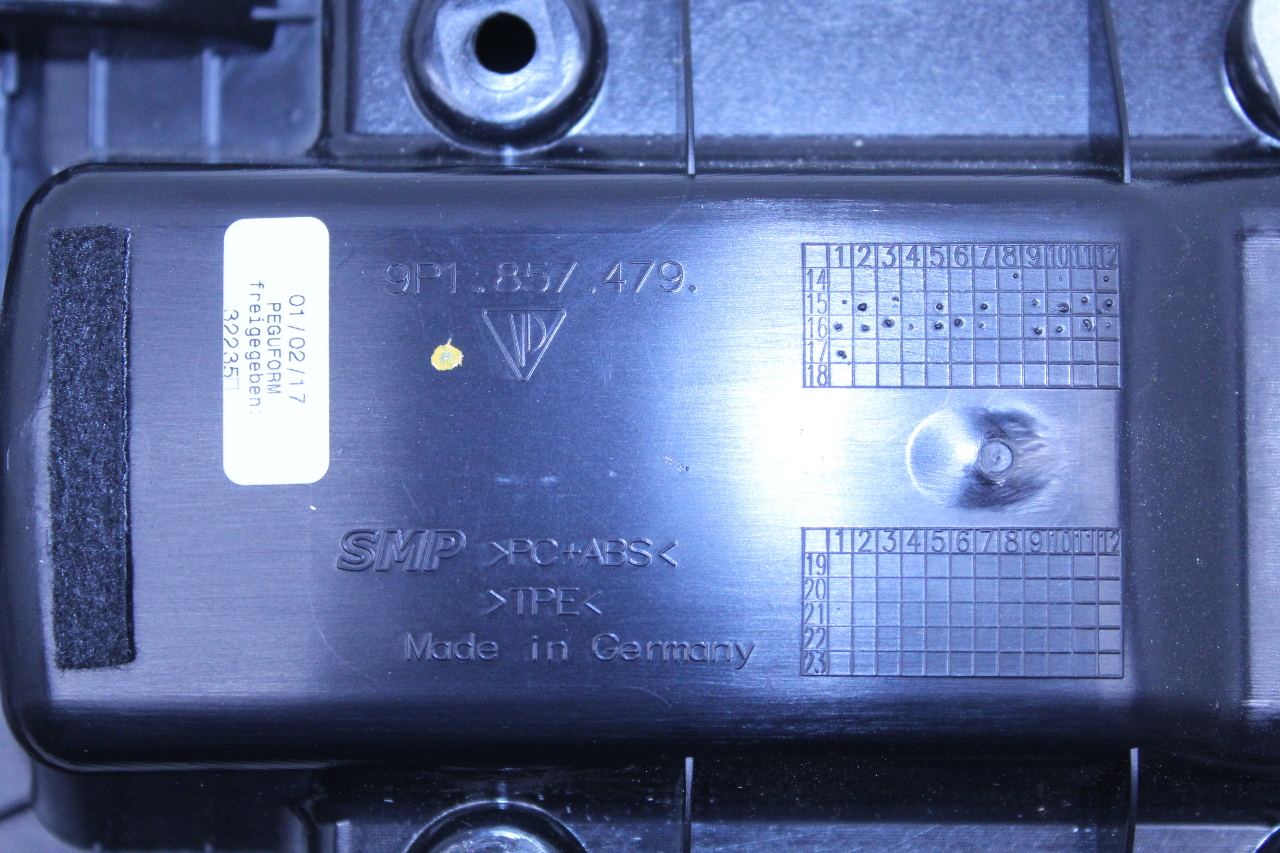 01/02/17
PEGUFORM
freigegeben:
32235
9P1.857.479.
VD
SMP >PC+ABS<
>TPE<
Made in Germany
1 2 3 4 5 6 7 8 9 10 11 12
14
15
16
17
18
1 2 3 4 5 6 7 8 9 10 11 12
19
20
21
22
23